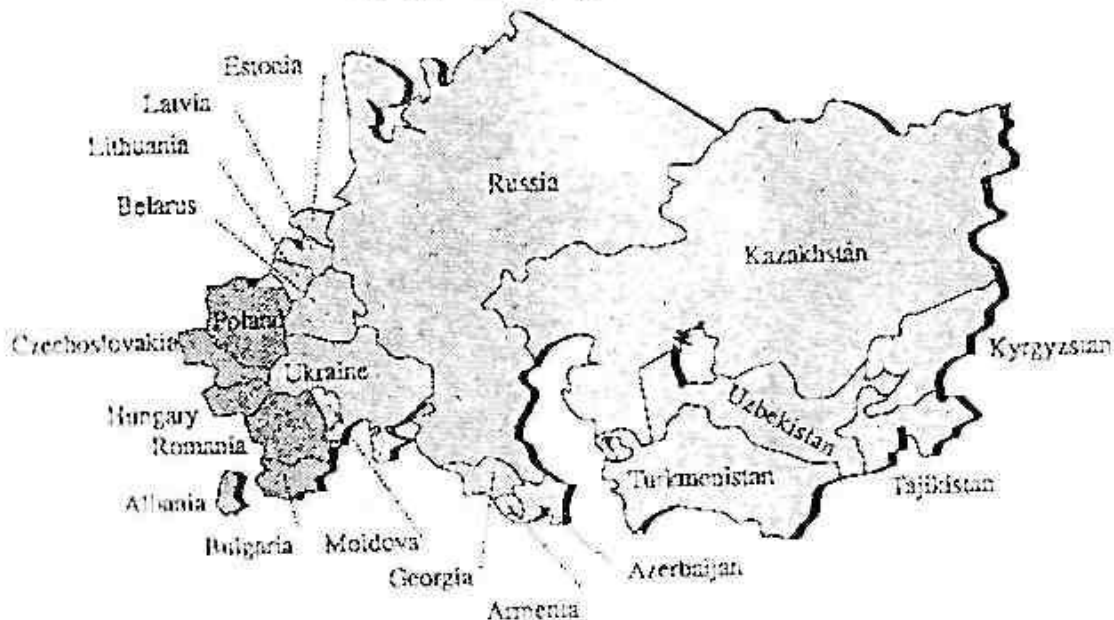 Estonia
Latvia
Lithuania
Belarus
Russia
Kazakhstan
Poland
Czechoslovakia
Ukraine
Kyrgyzstan
Hungary
Romania
Uzbekistan
Turkmenistan
Tajikistan
Albania
Bulgaria
Moldova
Georgia
Azerbaijan
Armenia